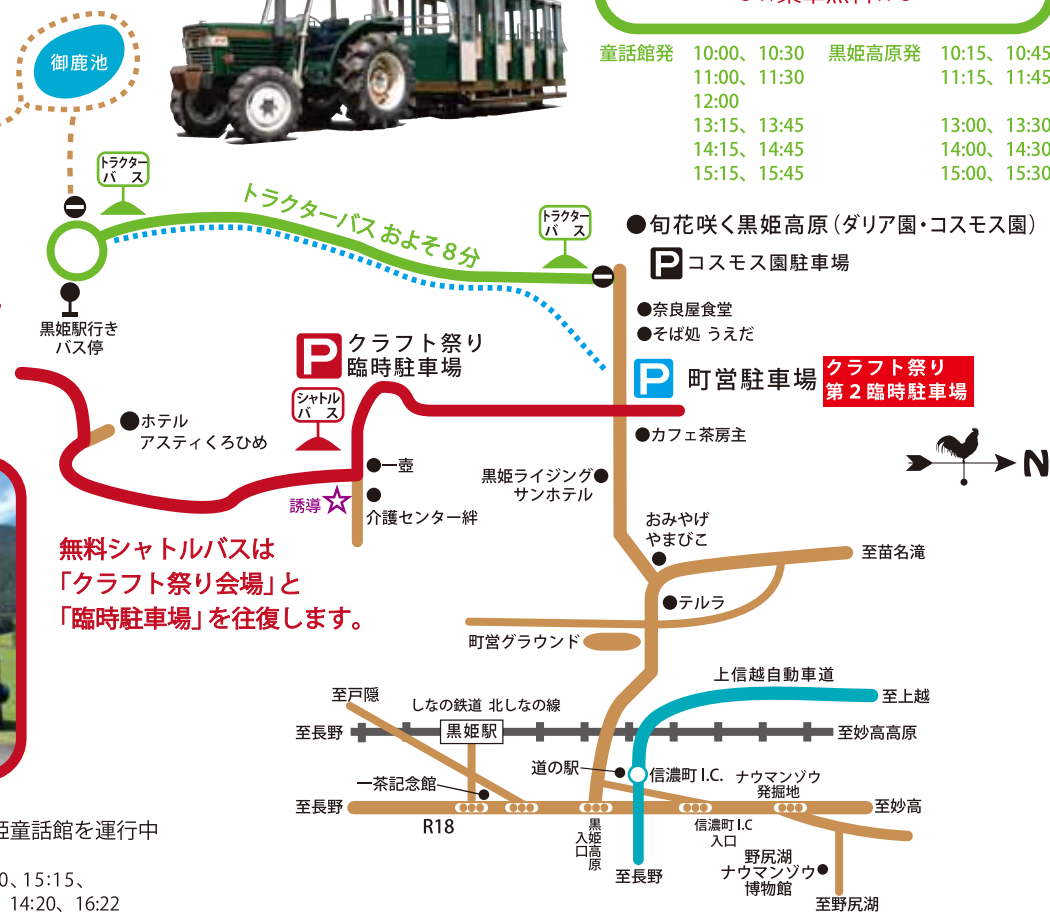 乗車無料
童話館発 10:00、10:30 黒姫高原発 10:15、10:45
11:00、11:30 11:15、11:45
12:00
13:15、13:45 13:00、13:30
14:15、14:45 14:00、14:30
15:15、15:45 15:00、15:30
御鹿池
トラクター
バス
トラクターバス およそ8分
トラクター
バス
●旬花咲く黒姫高原(ダリア園・コスモス園)
P コスモス園駐車場
●奈良屋食堂
●そば処 うえだ
黒姫駅行き
バス停
P クラフト祭り
臨時駐車場
P 町営駐車場
クラフト祭り
第2臨時駐車場
シャトル
バス
●ホテル
アスティくろひめ
●カフェ茶房主
N
●一壺
誘導☆
介護センター絆
黒姫ライジング●
サンホテル
無料シャトルバスは
「クラフト祭り会場」と
「臨時駐車場」を往復します。
おみやげ
やまびこ
至苗名滝
●テルラ
町営グラウンド
上信越自動車道
至戸隠
至上越
しなの鉄道 北しなの線
至長野
黒姫駅
至妙高高原
道の駅
信濃町 I.C.
ナウマンゾウ
発掘地
一茶記念館
至長野
至妙高
R18
黒姫高原
入口
信濃町I.C
入口
至長野
野尻湖
ナウマンゾウ
博物館
至野尻湖
童話館を運行中
0、15:15、
14:20、16:22